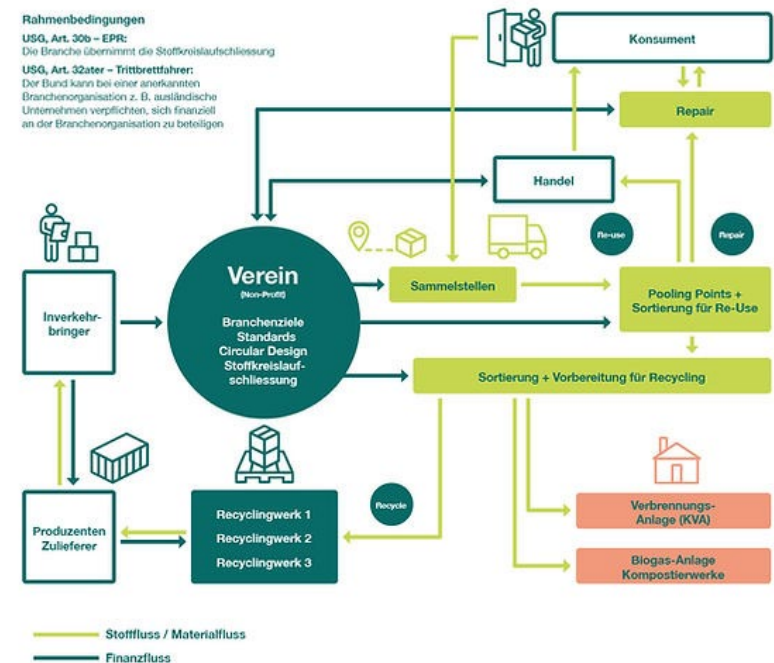 Rahmenbedingungen
USG, Art. 30b – EPR:
Die Branche übernimmt die Stoffkreislaufschliessung
USG, Art. 32ater – Trittbrettfahrer:
Der Bund kann bei einer anerkannten
Branchenorganisation z. B. ausländische
Unternehmen verpflichten, sich finanziell
an der Branchenorganisation zu beteiligen
Konsument
Repair
Handel
Re-use
Repair
Verein
(Non-Profit)
Branchenziele
Standards
Circular Design
Stoffkreislauf-
schliessung
Inverkehr-
bringer
Sammelstellen
Pooling Points +
Sortierung für Re-Use
Sortierung + Vorbereitung für Recycling
Produzenten
Zulieferer
Recyclingwerk 1
Recyclingwerk 2
Recyclingwerk 3
Recycle
Verbrennungs-
Anlage (KVA)
Biogas-Anlage
Kompostierwerke
Stofffluss / Materialfluss
Finanzfluss